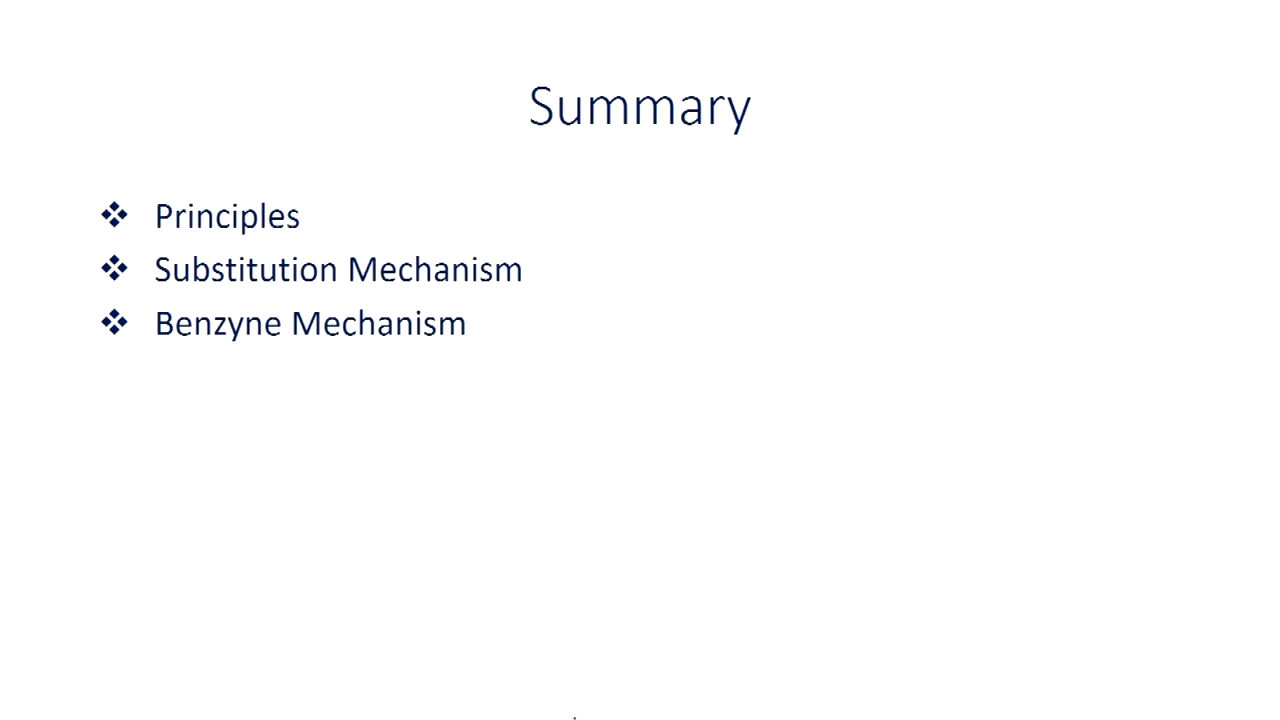 Summary
❖ Principles
❖ Substitution Mechanism
❖ Benzyne Mechanism